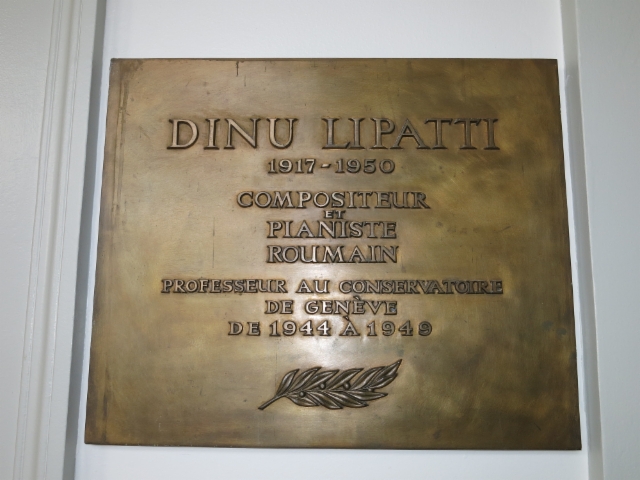 DINU LIPATTI
1917-1950
COMPOSITEUR
ET
PIANISTE
ROUMAIN
PROFESSEUR AU CONSERVATOIRE
DE GENÈVE
DE 1944 À 1949